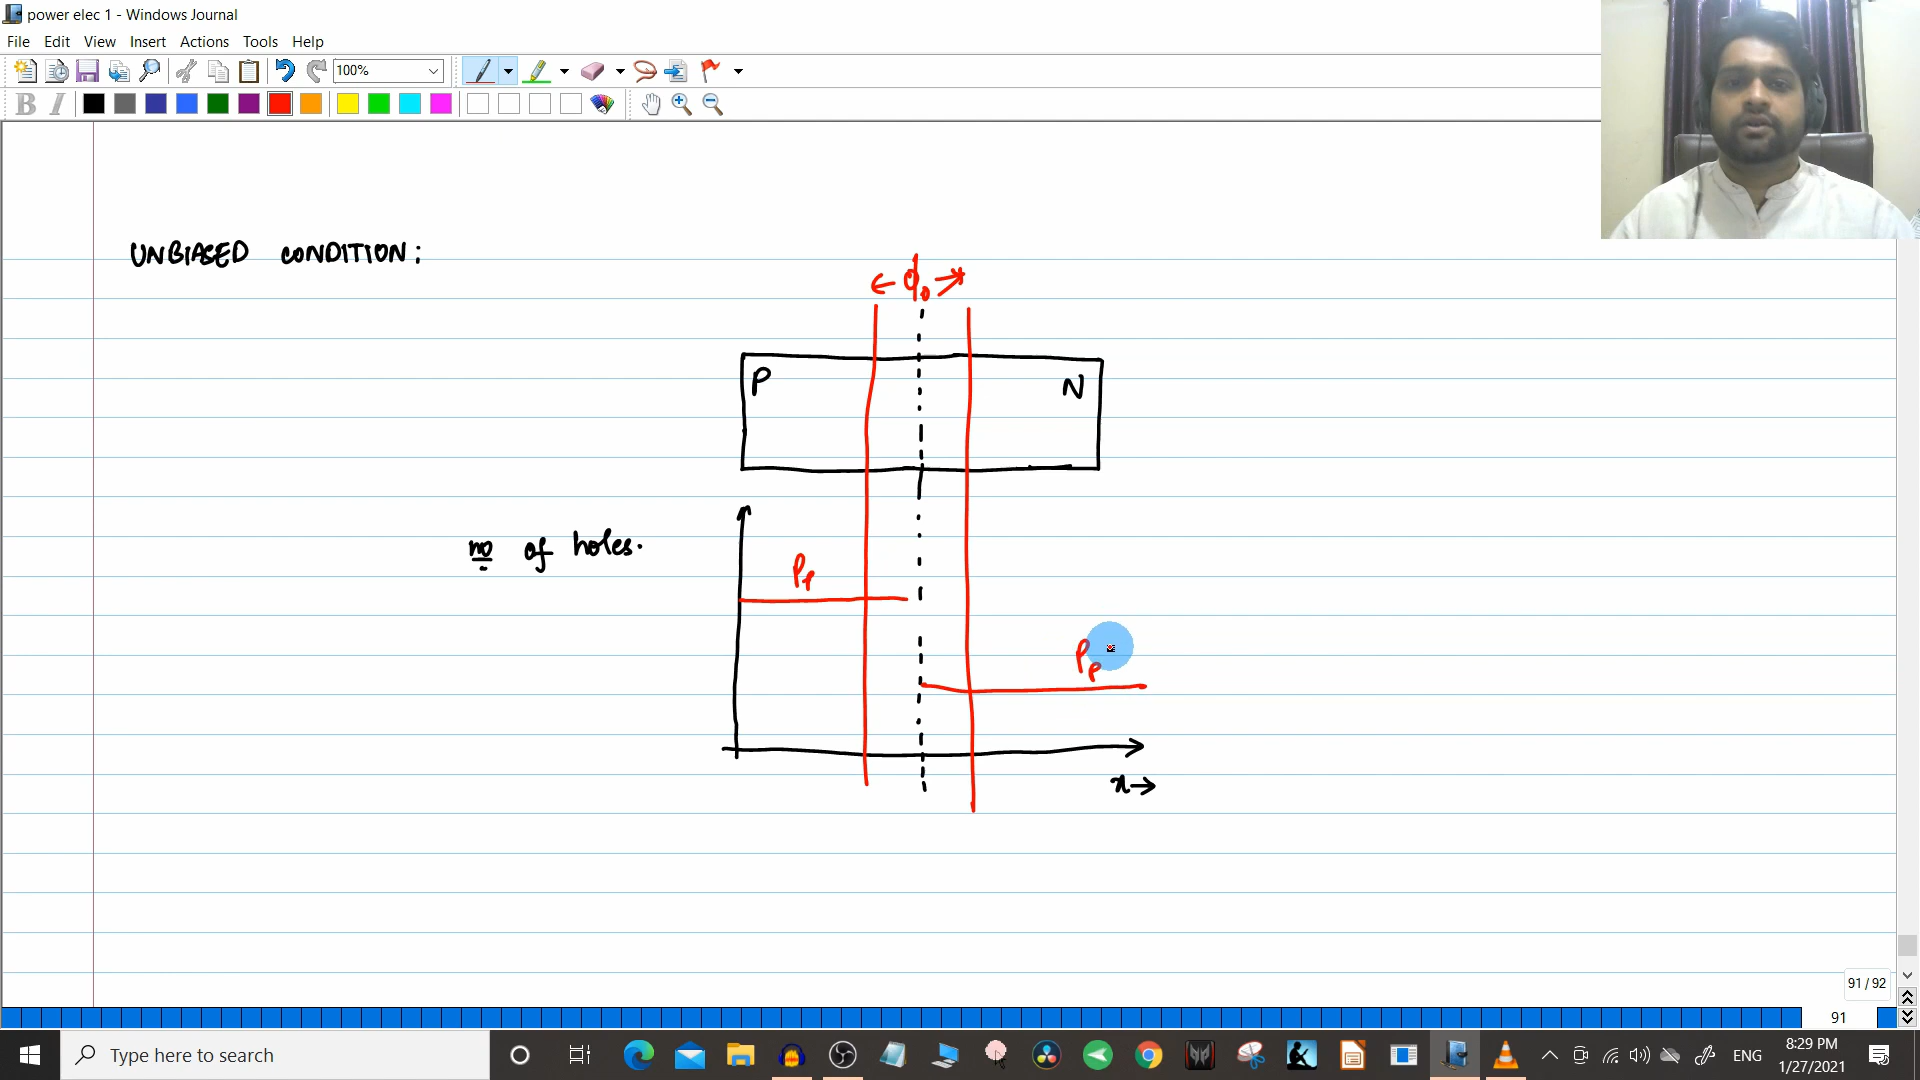 power elec 1 - Windows Journal
File Edit View Insert Actions Tools Help
100%
B I
UNBIASED CONDITION:
← ϕ₀ →
P N
no of holes.
Pp
Pp
x→
91 / 92
91
Type here to search
ENG
8:29 PM
1/27/2021